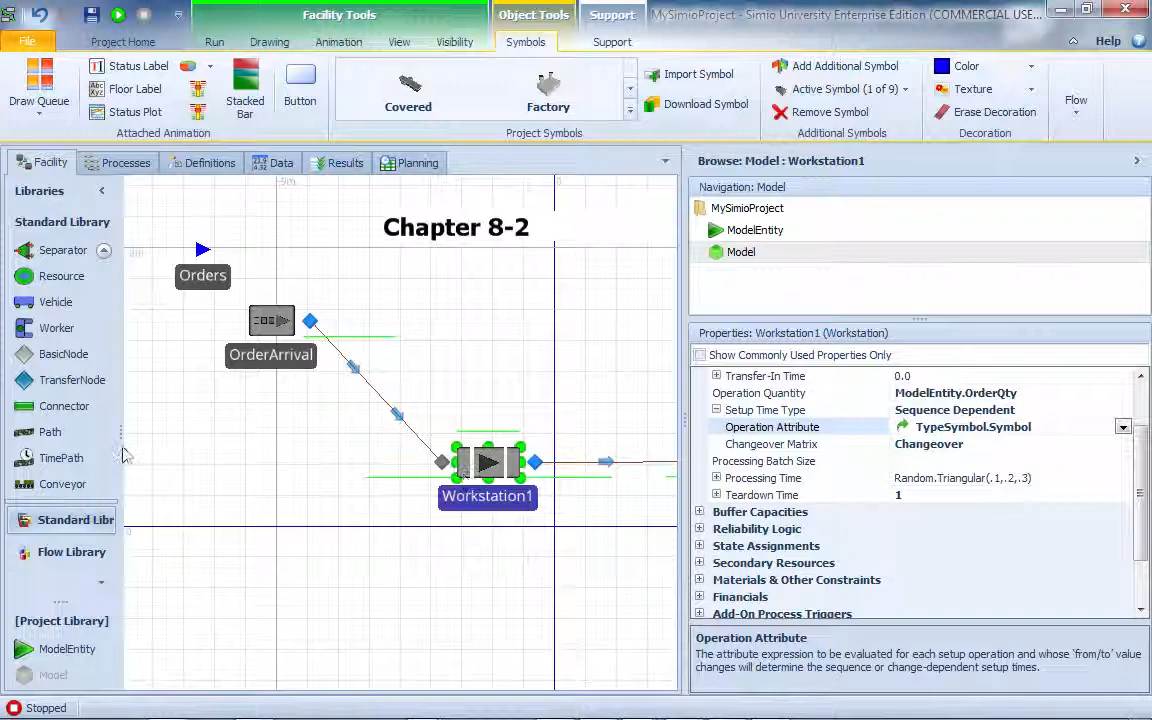 Facility Tools
Object Tools
Support
MySimioProject - Simio University Enterprise Edition (COMMERCIAL USE...
File
Project Home
Run
Drawing
Animation
View
Visibility
Symbols
Support
Help
Draw Queue
Status Label
Floor Label
Status Plot
Stacked Bar
Button
Attached Animation
Covered
Factory
Project Symbols
Import Symbol
Download Symbol
Add Additional Symbol
Active Symbol (1 of 9)
Remove Symbol
Additional Symbols
Color
Texture
Erase Decoration
Decoration
Flow
Facility
Processes
Definitions
Data
Results
Planning
Libraries
Standard Library
Separator
Resource
Vehicle
Worker
BasicNode
TransferNode
Connector
Path
TimePath
Conveyor
Standard Libr
Flow Library
[Project Library]
ModelEntity
Model
Chapter 8-2
Orders
OrderArrival
Workstation1
Browse: Model : Workstation1
Navigation: Model
MySimioProject
ModelEntity
Model
Properties: Workstation1 (Workstation)
Show Commonly Used Properties Only
Transfer-In Time 0.0
Operation Quantity ModelEntity.OrderQty
Setup Time Type Sequence Dependent
Operation Attribute TypeSymbol.Symbol
Changeover Matrix Changeover
Processing Batch Size
Processing Time Random.Triangular(.1,.2,.3)
Teardown Time 1
Buffer Capacities
Reliability Logic
State Assignments
Secondary Resources
Materials & Other Constraints
Financials
Add-On Process Triggers
Operation Attribute
The attribute expression to be evaluated for each setup operation and whose 'from/to' value
changes will determine the sequence or change-dependent setup times.
Stopped